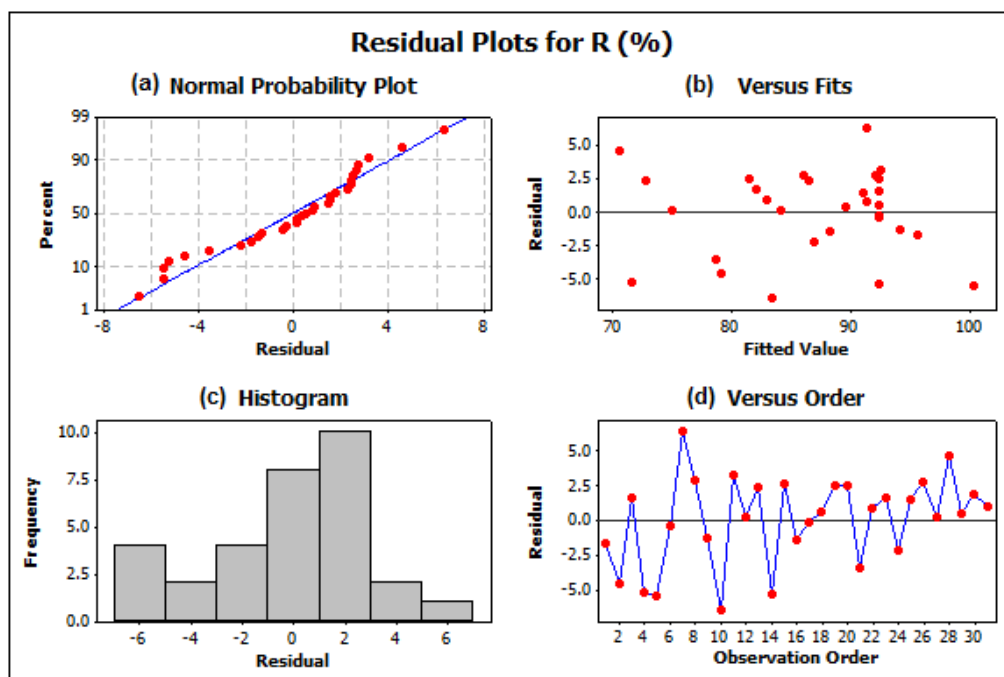 Residual Plots for R (%)
(a) Normal Probability Plot
99
90
50
10
1
Percent
-8 -4 0 4 8
Residual
(b) Versus Fits
5.0
2.5
0.0
-2.5
-5.0
Residual
70 80 90 100
Fitted Value
(c) Histogram
10.0
7.5
5.0
2.5
0.0
Frequency
-6 -4 -2 0 2 4 6
Residual
(d) Versus Order
5.0
2.5
0.0
-2.5
-5.0
Residual
2 4 6 8 10 12 14 16 18 20 22 24 26 28 30
Observation Order